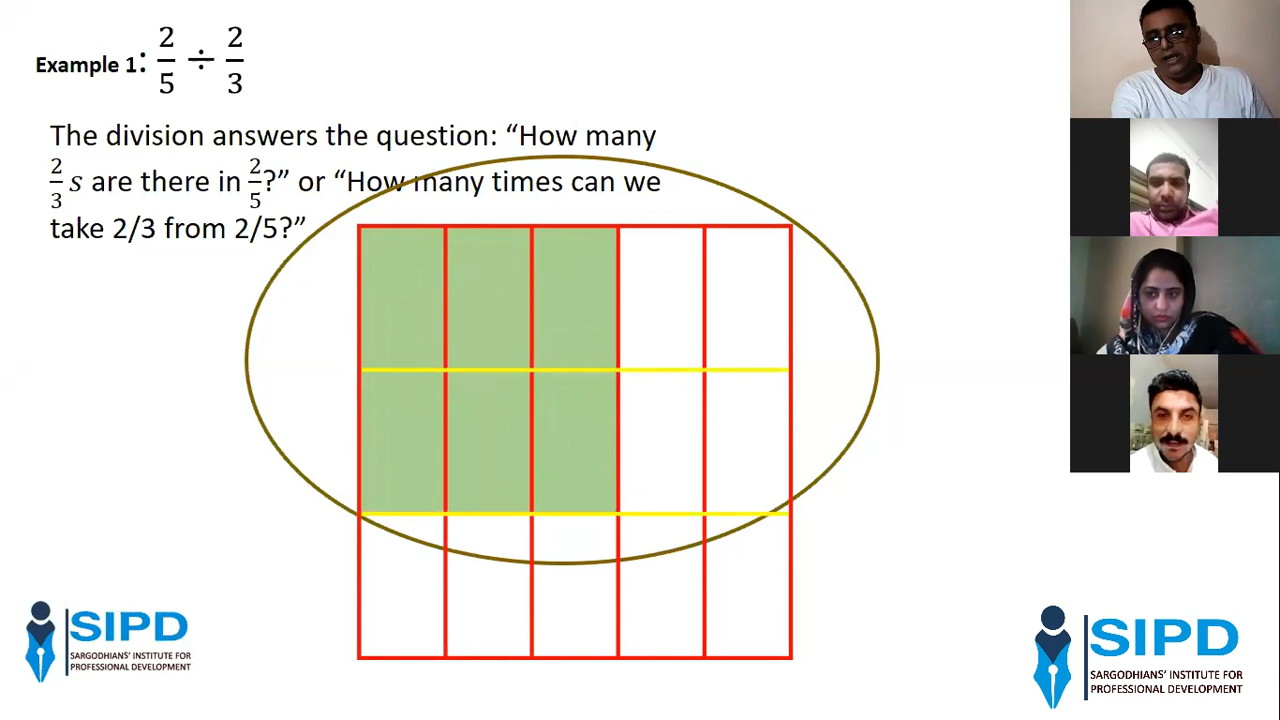 Example 1: 2/5 ÷ 2/3
The division answers the question: “How many
2/3 s are there in 2/5?” or “How many times can we
take 2/3 from 2/5?”
SIPD
SARGODHIANS’ INSTITUTE FOR
PROFESSIONAL DEVELOPMENT
SIPD
SARGODHIANS’ INSTITUTE FOR
PROFESSIONAL DEVELOPMENT